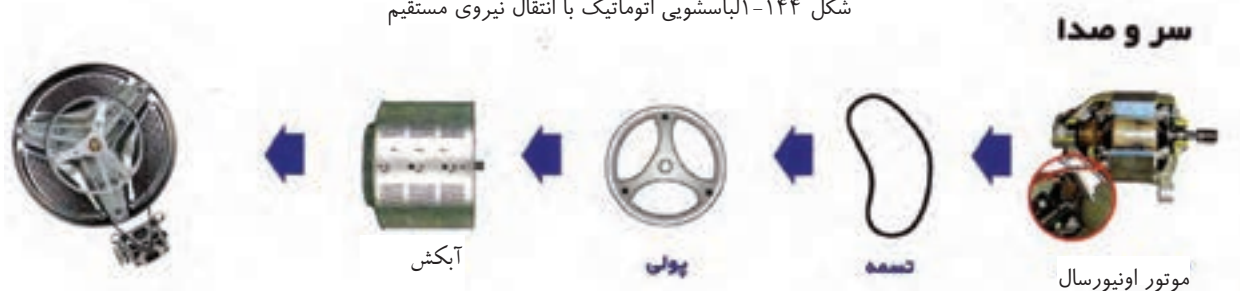 شکل ۱۴۴-۱لباسشویی اتوماتیک با انتقال نیروی مستقیم
سر و صدا
موتور اونیورسال
تسمه
پولی
آبکش